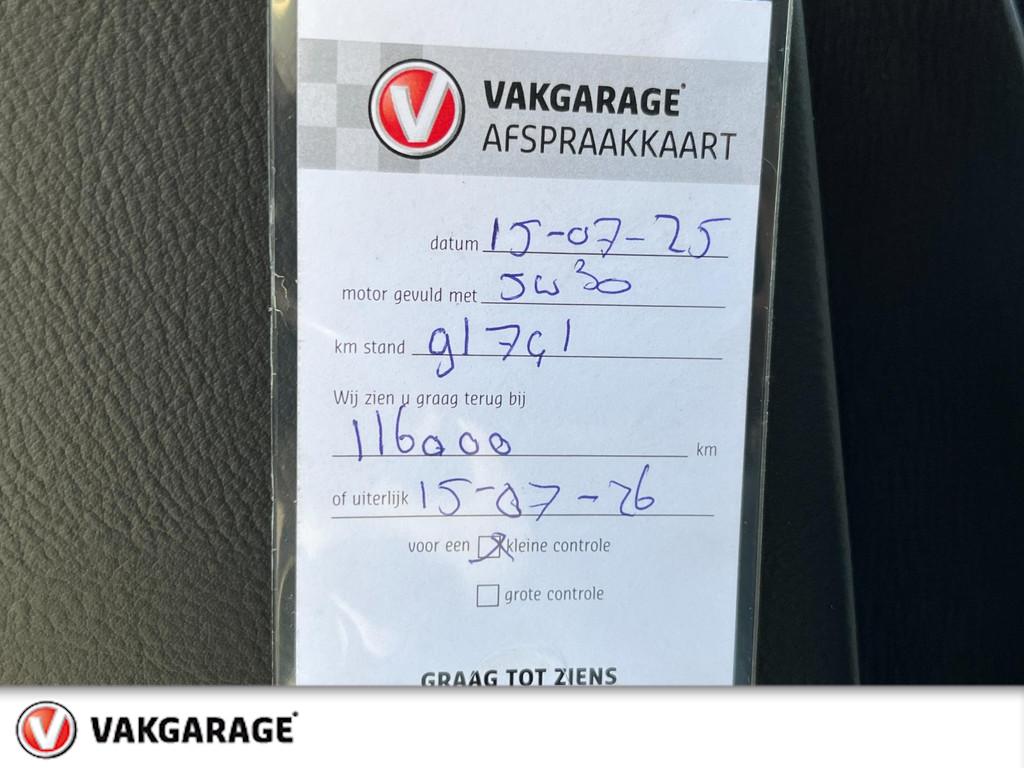 VAKGARAGE
AFSPRAAKKAART
datum 15-07-25
motor gevuld met 5w30
km stand 91791
Wij zien u graag terug bij
116000 km
of uiterlijk 15-07-26
voor een kleine controle
grote controle
GRAAG TOT ZIENS
VAKGARAGE